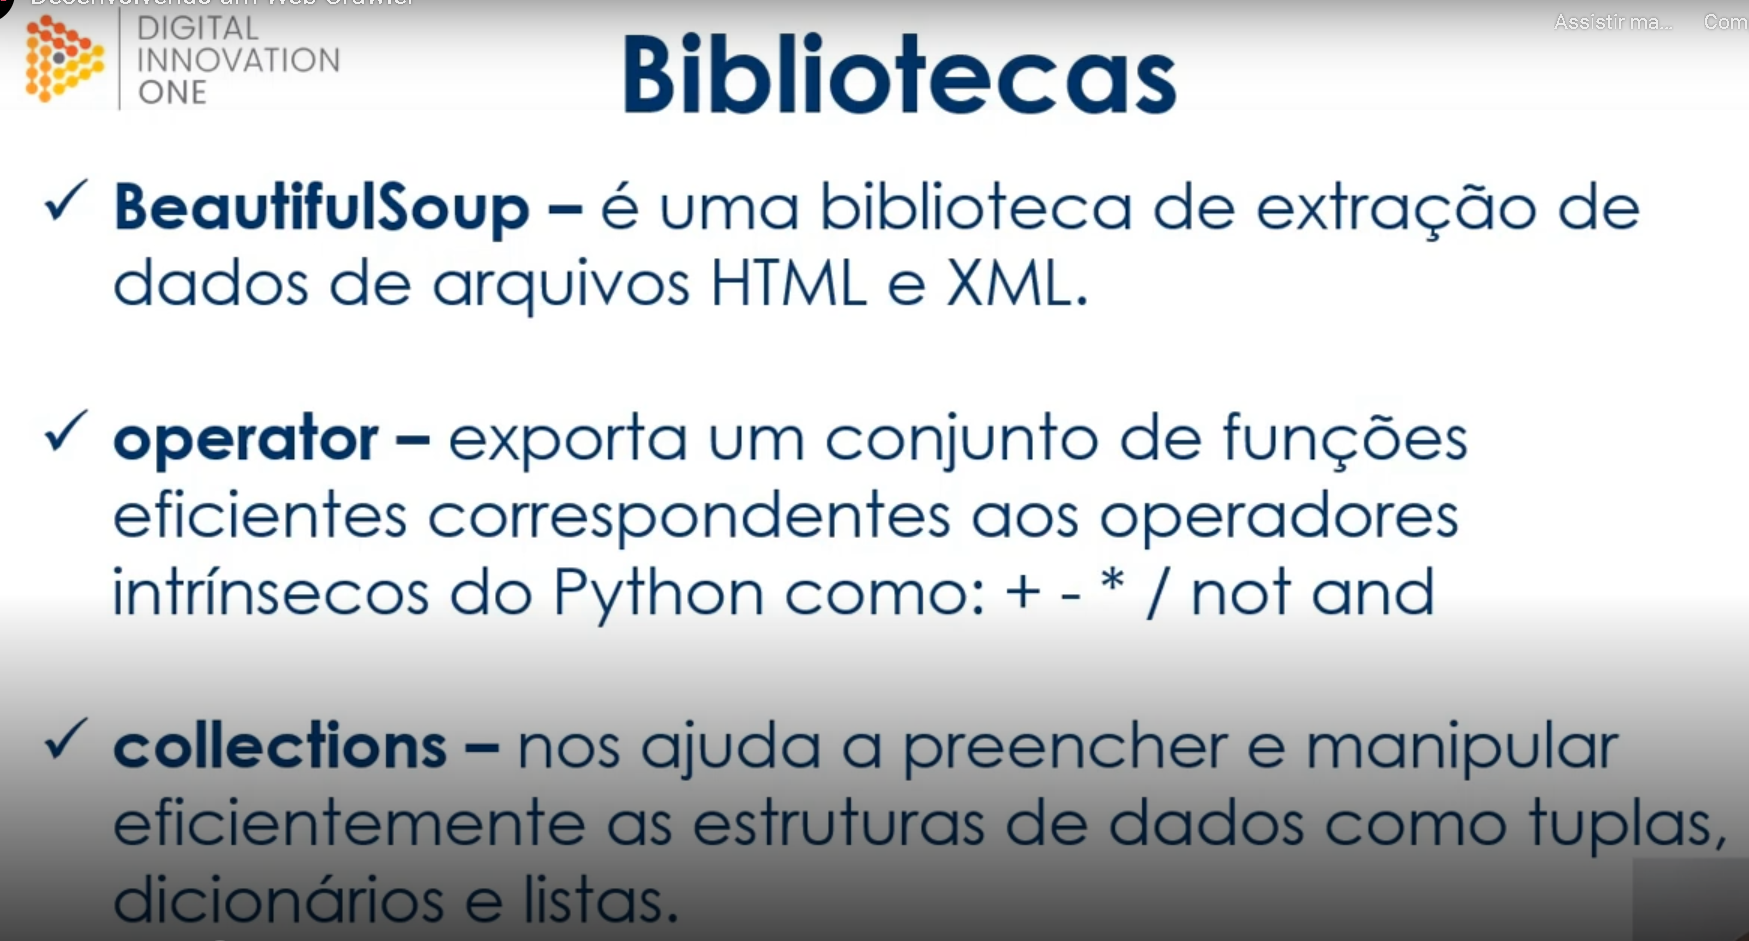 Desenvolvendo um Web Crawler
Assistir ma... Com
DIGITAL
INNOVATION
ONE
Bibliotecas
✓ BeautifulSoup – é uma biblioteca de extração de
dados de arquivos HTML e XML.
✓ operator – exporta um conjunto de funções
eficientes correspondentes aos operadores
intrínsecos do Python como: + - * / not and
✓ collections – nos ajuda a preencher e manipular
eficientemente as estruturas de dados como tuplas,
dicionários e listas.